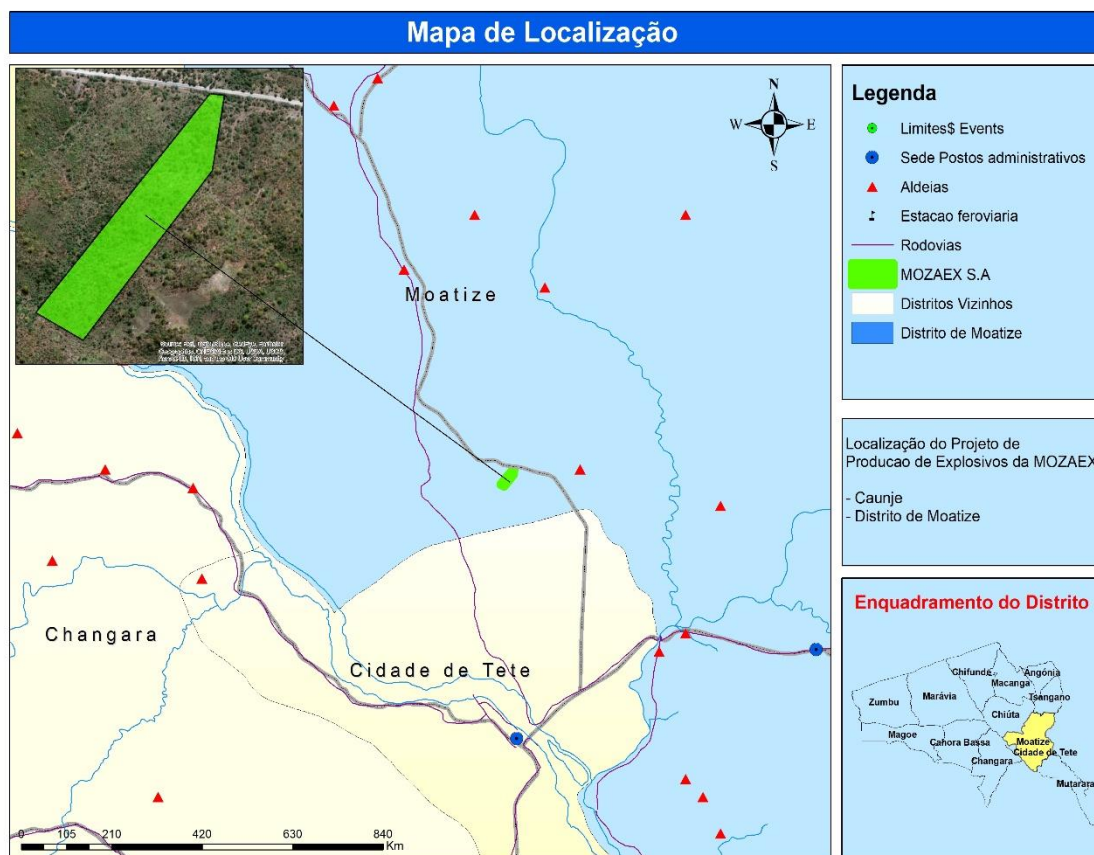 Mapa de Localização
N
W
E
S
Moatize
Changara
Cidade de Tete
0
105
210
420
630
840
Km
Legenda
Limites$ Events
Sede Postos administrativos
Aldeias
Estacao feroviaria
Rodovias
MOZAEX S.A
Distritos Vizinhos
Distrito de Moatize
Localização do Projeto de
Producao de Explosivos da MOZAEX
- Caunje
- Distrito de Moatize
Enquadramento do Distrito
Zumbu
Marávia
Chifunde
Macanga
Angónia
Tsangano
Chiúta
Magoe
Cahora Bassa
Moatize
Cidade de Tete
Changara
Mutarara